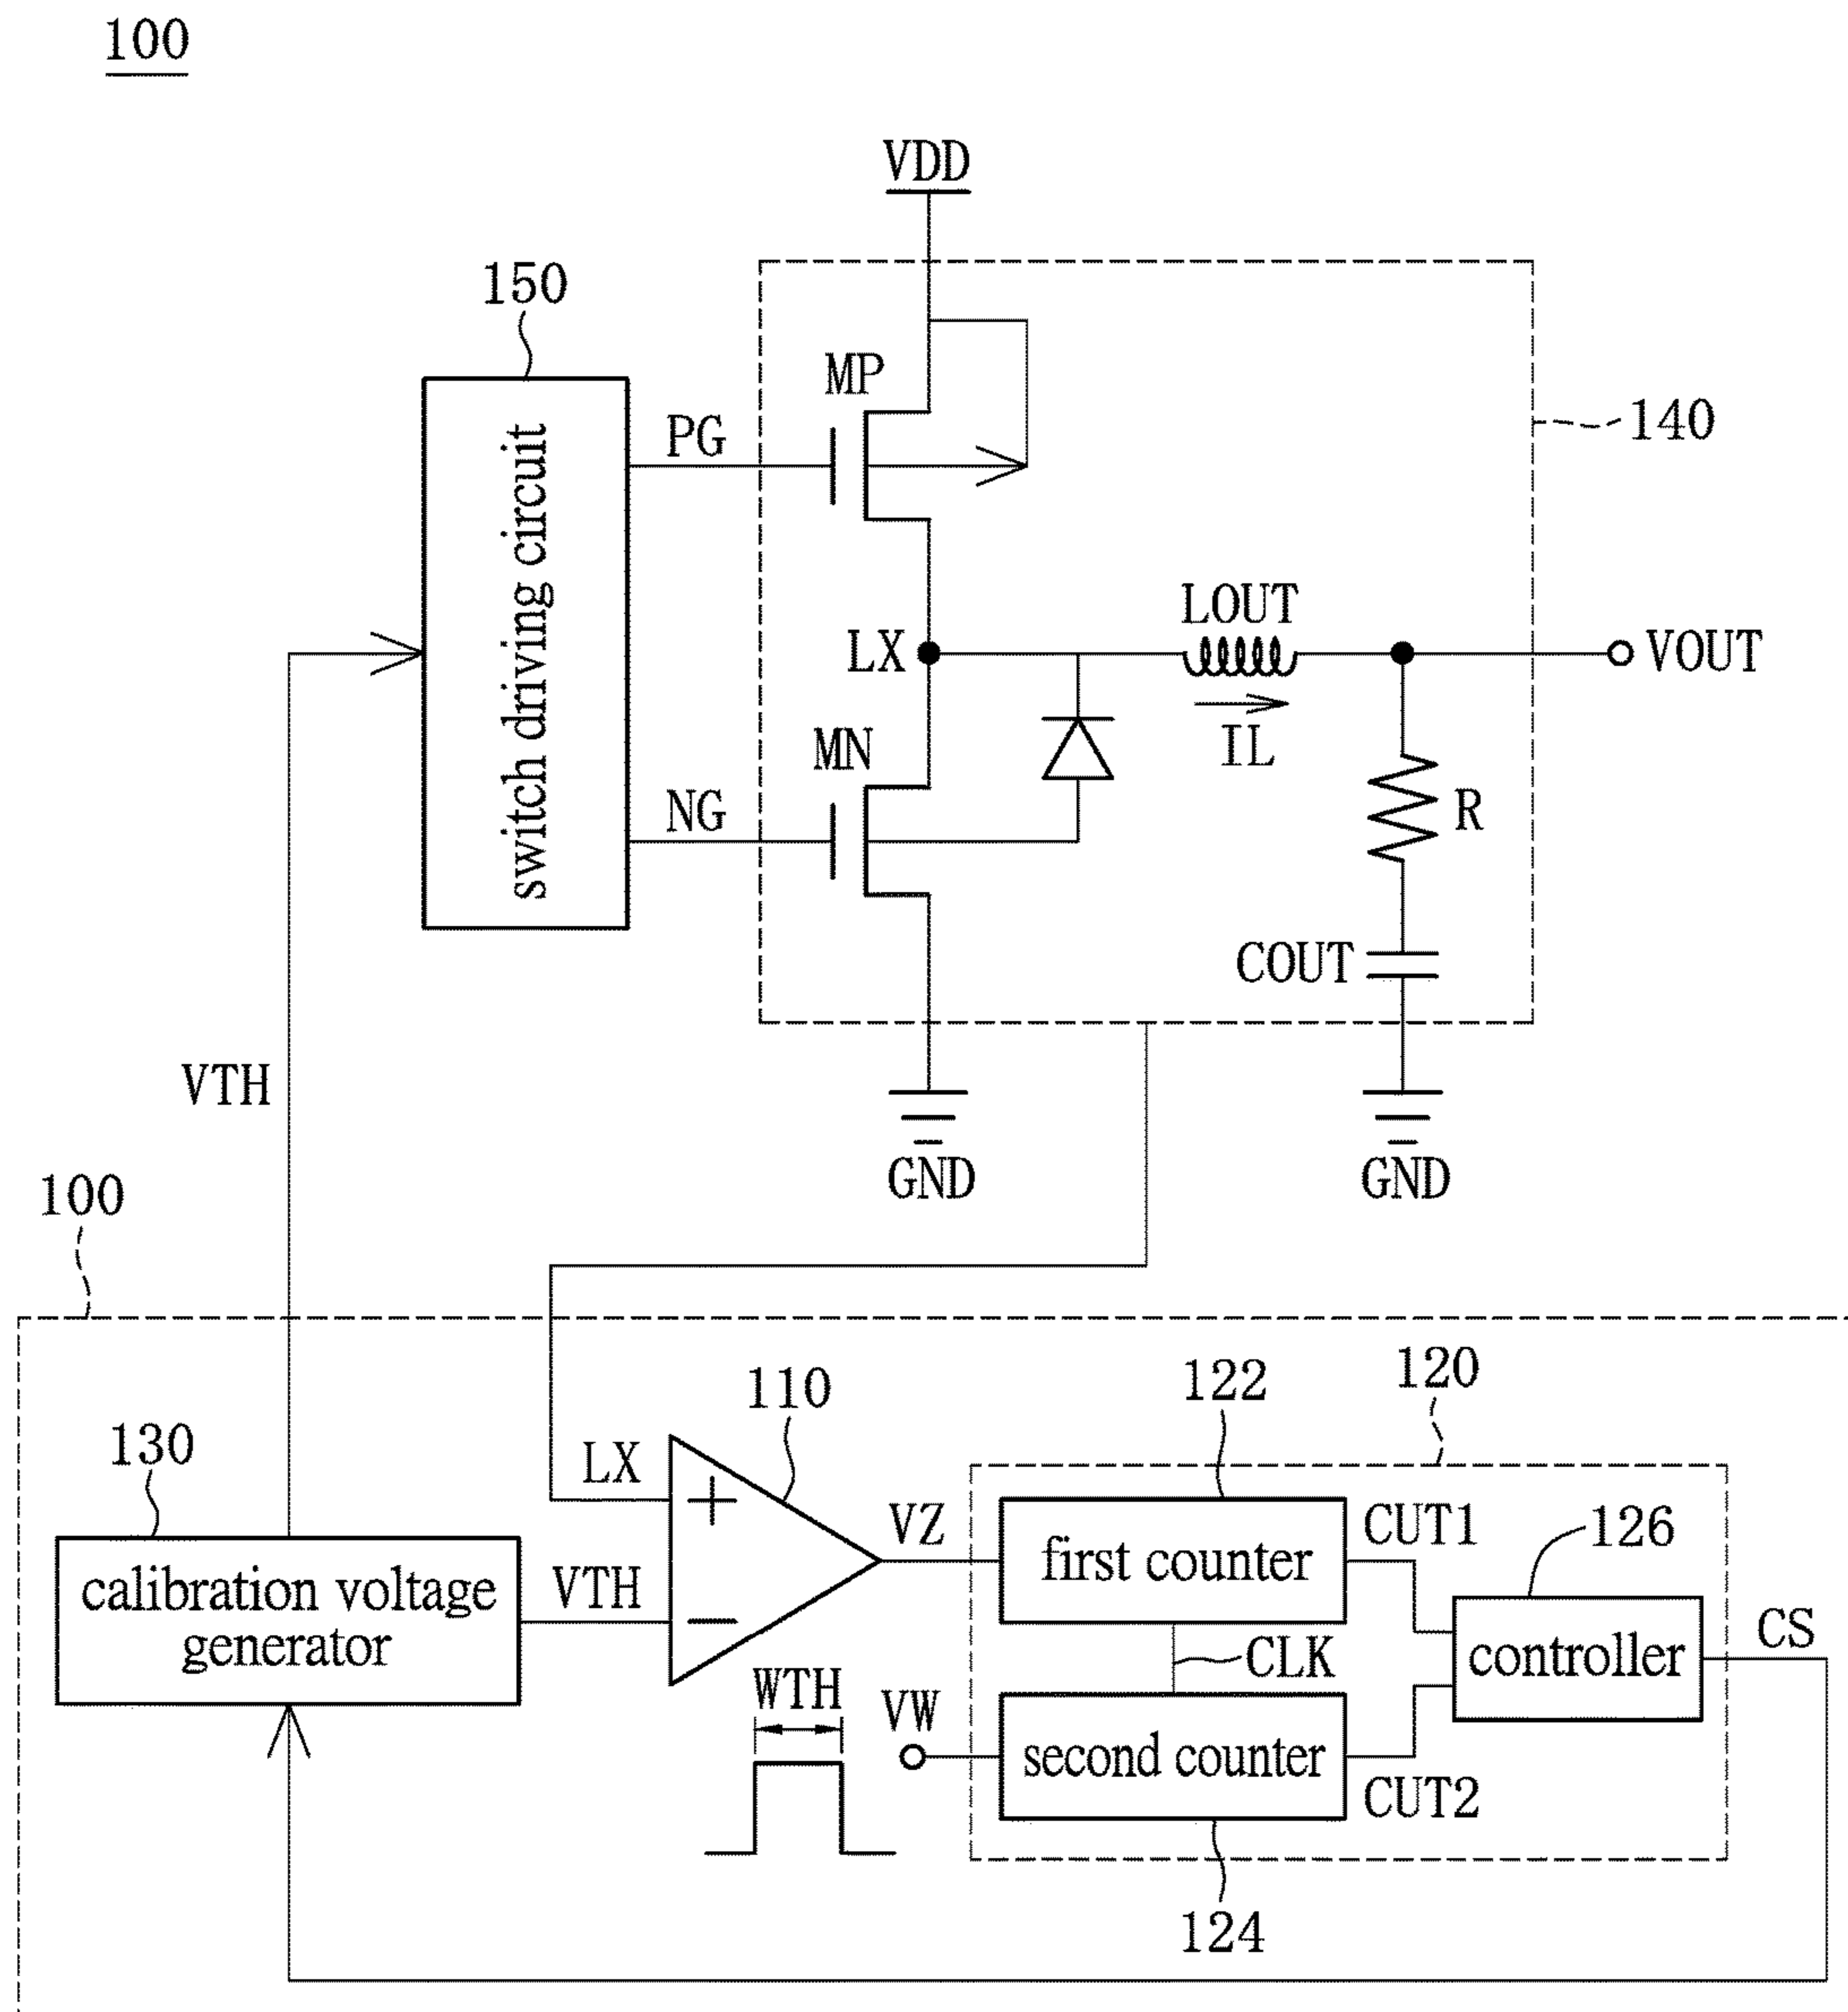 100
VDD
150
MP
PG
140
switch driving circuit
LOUT
LX
VOUT
IL
MN
NG
R
COUT
VTH
GND
GND
100
120
122
110
130
LX
+
VZ
first counter
CUT1
126
calibration voltage
generator
VTH
−
CLK
controller
CS
WTH
VW
second counter
CUT2
124